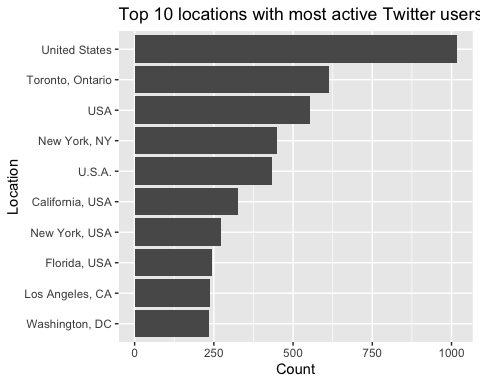 Top 10 locations with most active Twitter users
United States
Toronto, Ontario
USA
New York, NY
U.S.A.
California, USA
New York, USA
Florida, USA
Los Angeles, CA
Washington, DC
Location
0 250 500 750 1000
Count